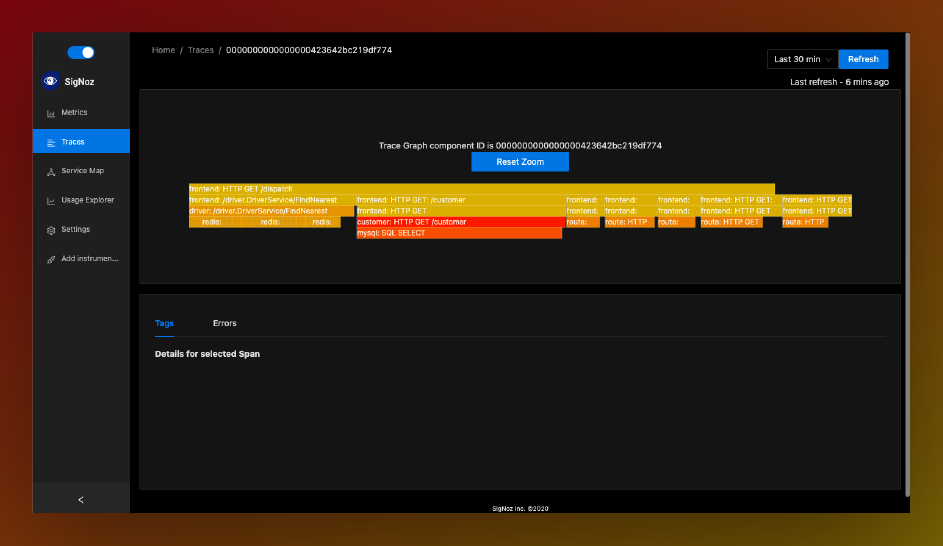 Home / Traces / 0000000000000000423642bc219df774
Last 30 min
Refresh
Last refresh - 6 mins ago
SigNoz
Metrics
Traces
Service Map
Usage Explorer
Settings
Add instrumen...
Trace Graph component ID is 0000000000000000423642bc219df774
Reset Zoom
frontend: HTTP GET /dispatch
frontend: /driver.DriverService/FindNearest frontend: HTTP GET: /customer frontend: frontend: frontend: frontend: HTTP GET: frontend: HTTP GET
driver: /driver.DriverService/FindNearest frontend: HTTP GET frontend: frontend: frontend: frontend: HTTP GET frontend: HTTP GET
redis: redis: redis: customer: HTTP GET /customer route: route: HTTP route: route: HTTP GET route: HTTP
mysql: SQL SELECT
Tags Errors
Details for selected Span
SigNoz Inc. ©2020